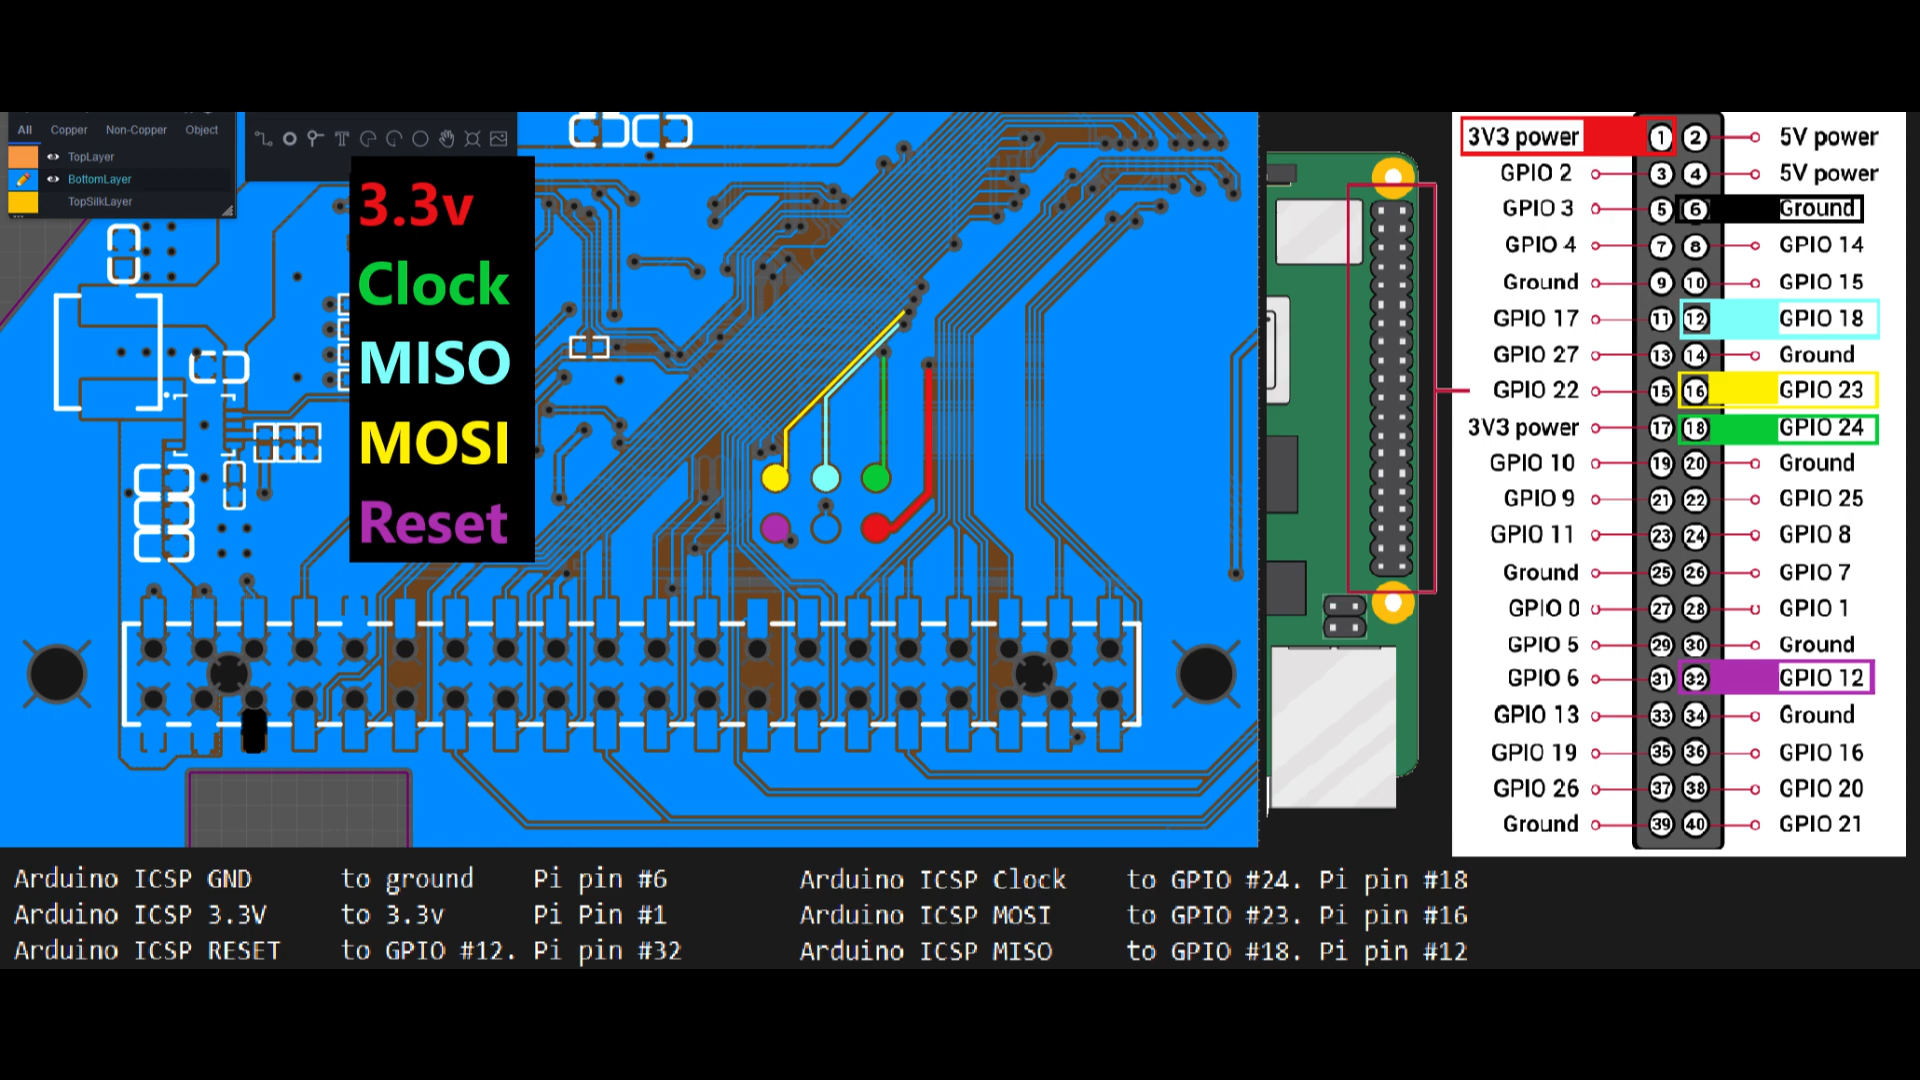 All Copper Non-Copper Object
TopLayer
BottomLayer
TopSilkLayer
T
3.3v
Clock
MISO
MOSI
Reset
3V3 power 1 2 5V power
GPIO 2 3 4 5V power
GPIO 3 5 6 Ground
GPIO 4 7 8 GPIO 14
Ground 9 10 GPIO 15
GPIO 17 11 12 GPIO 18
GPIO 27 13 14 Ground
GPIO 22 15 16 GPIO 23
3V3 power 17 18 GPIO 24
GPIO 10 19 20 Ground
GPIO 9 21 22 GPIO 25
GPIO 11 23 24 GPIO 8
Ground 25 26 GPIO 7
GPIO 0 27 28 GPIO 1
GPIO 5 29 30 Ground
GPIO 6 31 32 GPIO 12
GPIO 13 33 34 Ground
GPIO 19 35 36 GPIO 16
GPIO 26 37 38 GPIO 20
Ground 39 40 GPIO 21
Arduino ICSP GND to ground Pi pin #6
Arduino ICSP 3.3V to 3.3v Pi Pin #1
Arduino ICSP RESET to GPIO #12. Pi pin #32
Arduino ICSP Clock to GPIO #24. Pi pin #18
Arduino ICSP MOSI to GPIO #23. Pi pin #16
Arduino ICSP MISO to GPIO #18. Pi pin #12